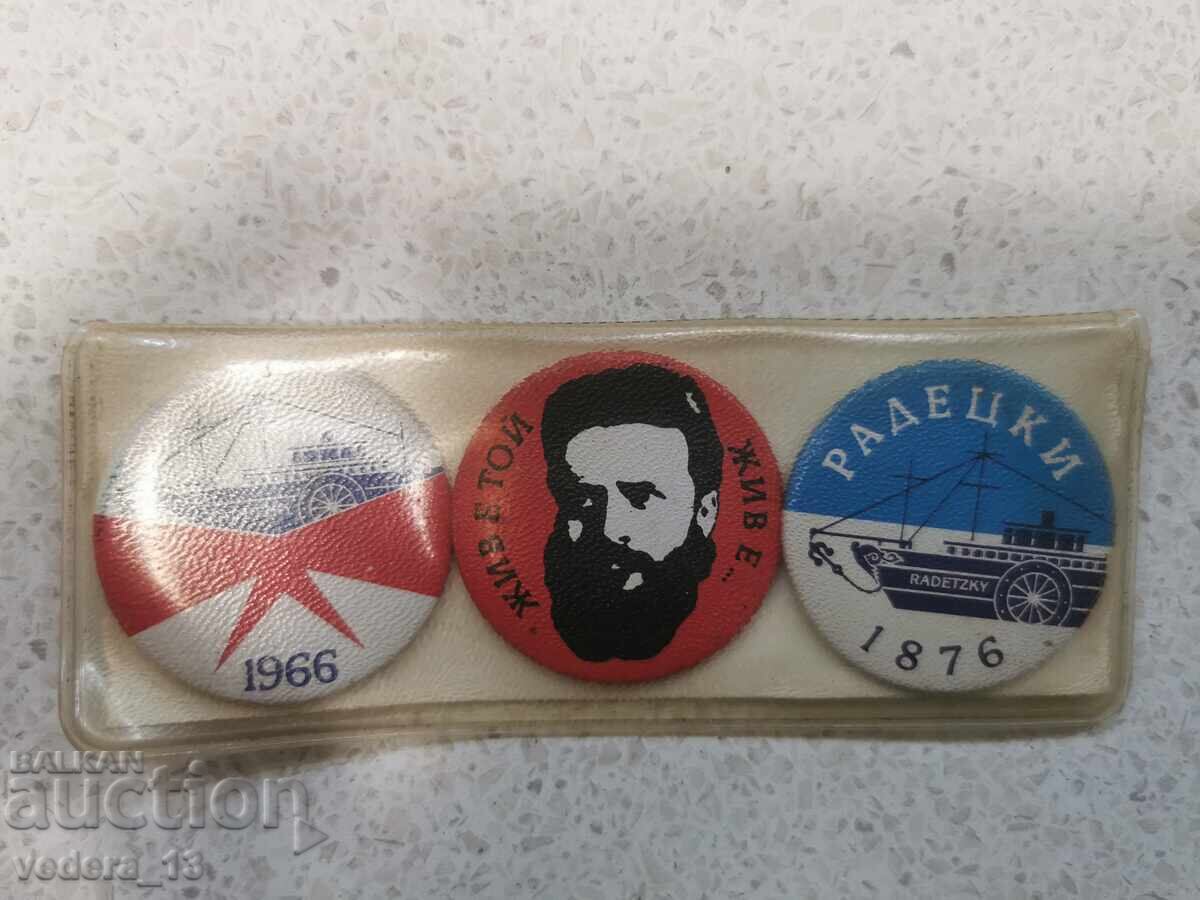 1966
ЖИВ Е ТОЙ
ЖИВ Е...
РАДЕЦКИ
RADETZKY
1876
BALKAN
auction
vedera_13